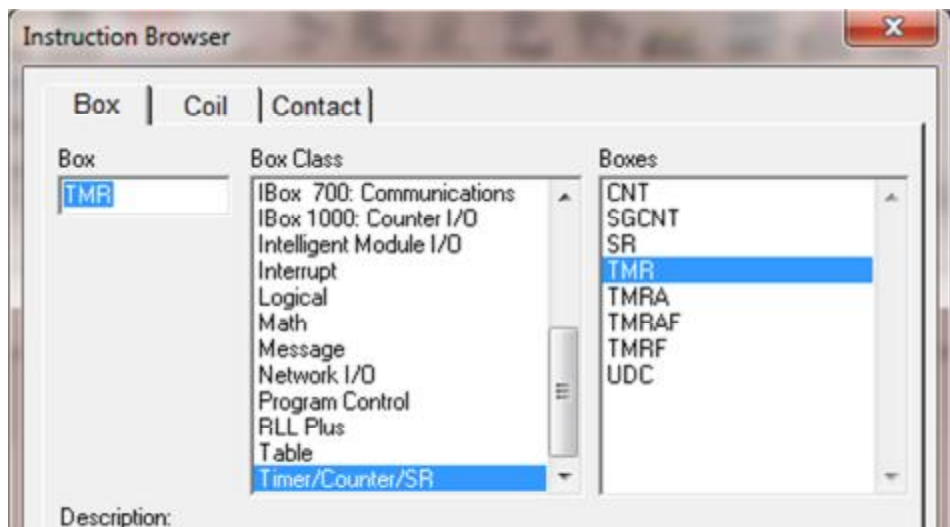 Instruction Browser
Box
Coil
Contact
Box
TMR
Box Class
IBox 700: Communications
IBox 1000: Counter I/O
Intelligent Module I/O
Interrupt
Logical
Math
Message
Network I/O
Program Control
RLL Plus
Table
Timer/Counter/SR
Boxes
CNT
SGCNT
SR
TMR
TMRA
TMRAF
TMRF
UDC
Description: